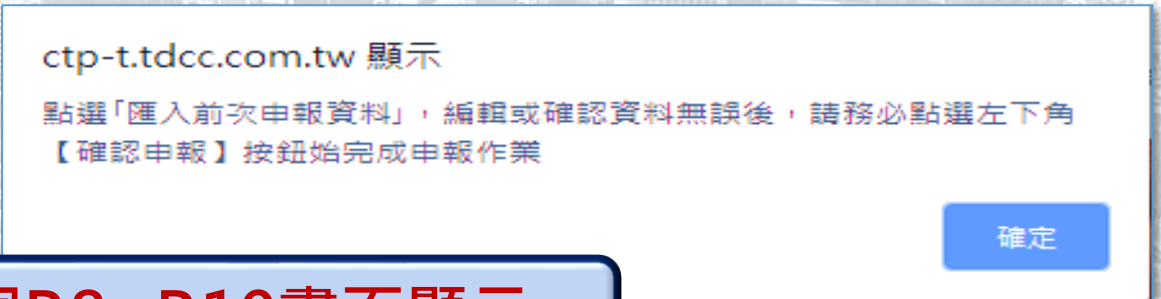 ctp-t.tdcc.com.tw 顯示
點選「匯入前次申報資料」，編輯或確認資料無誤後，請務必點選左下角
【確認申報】按鈕始完成申報作業
確定